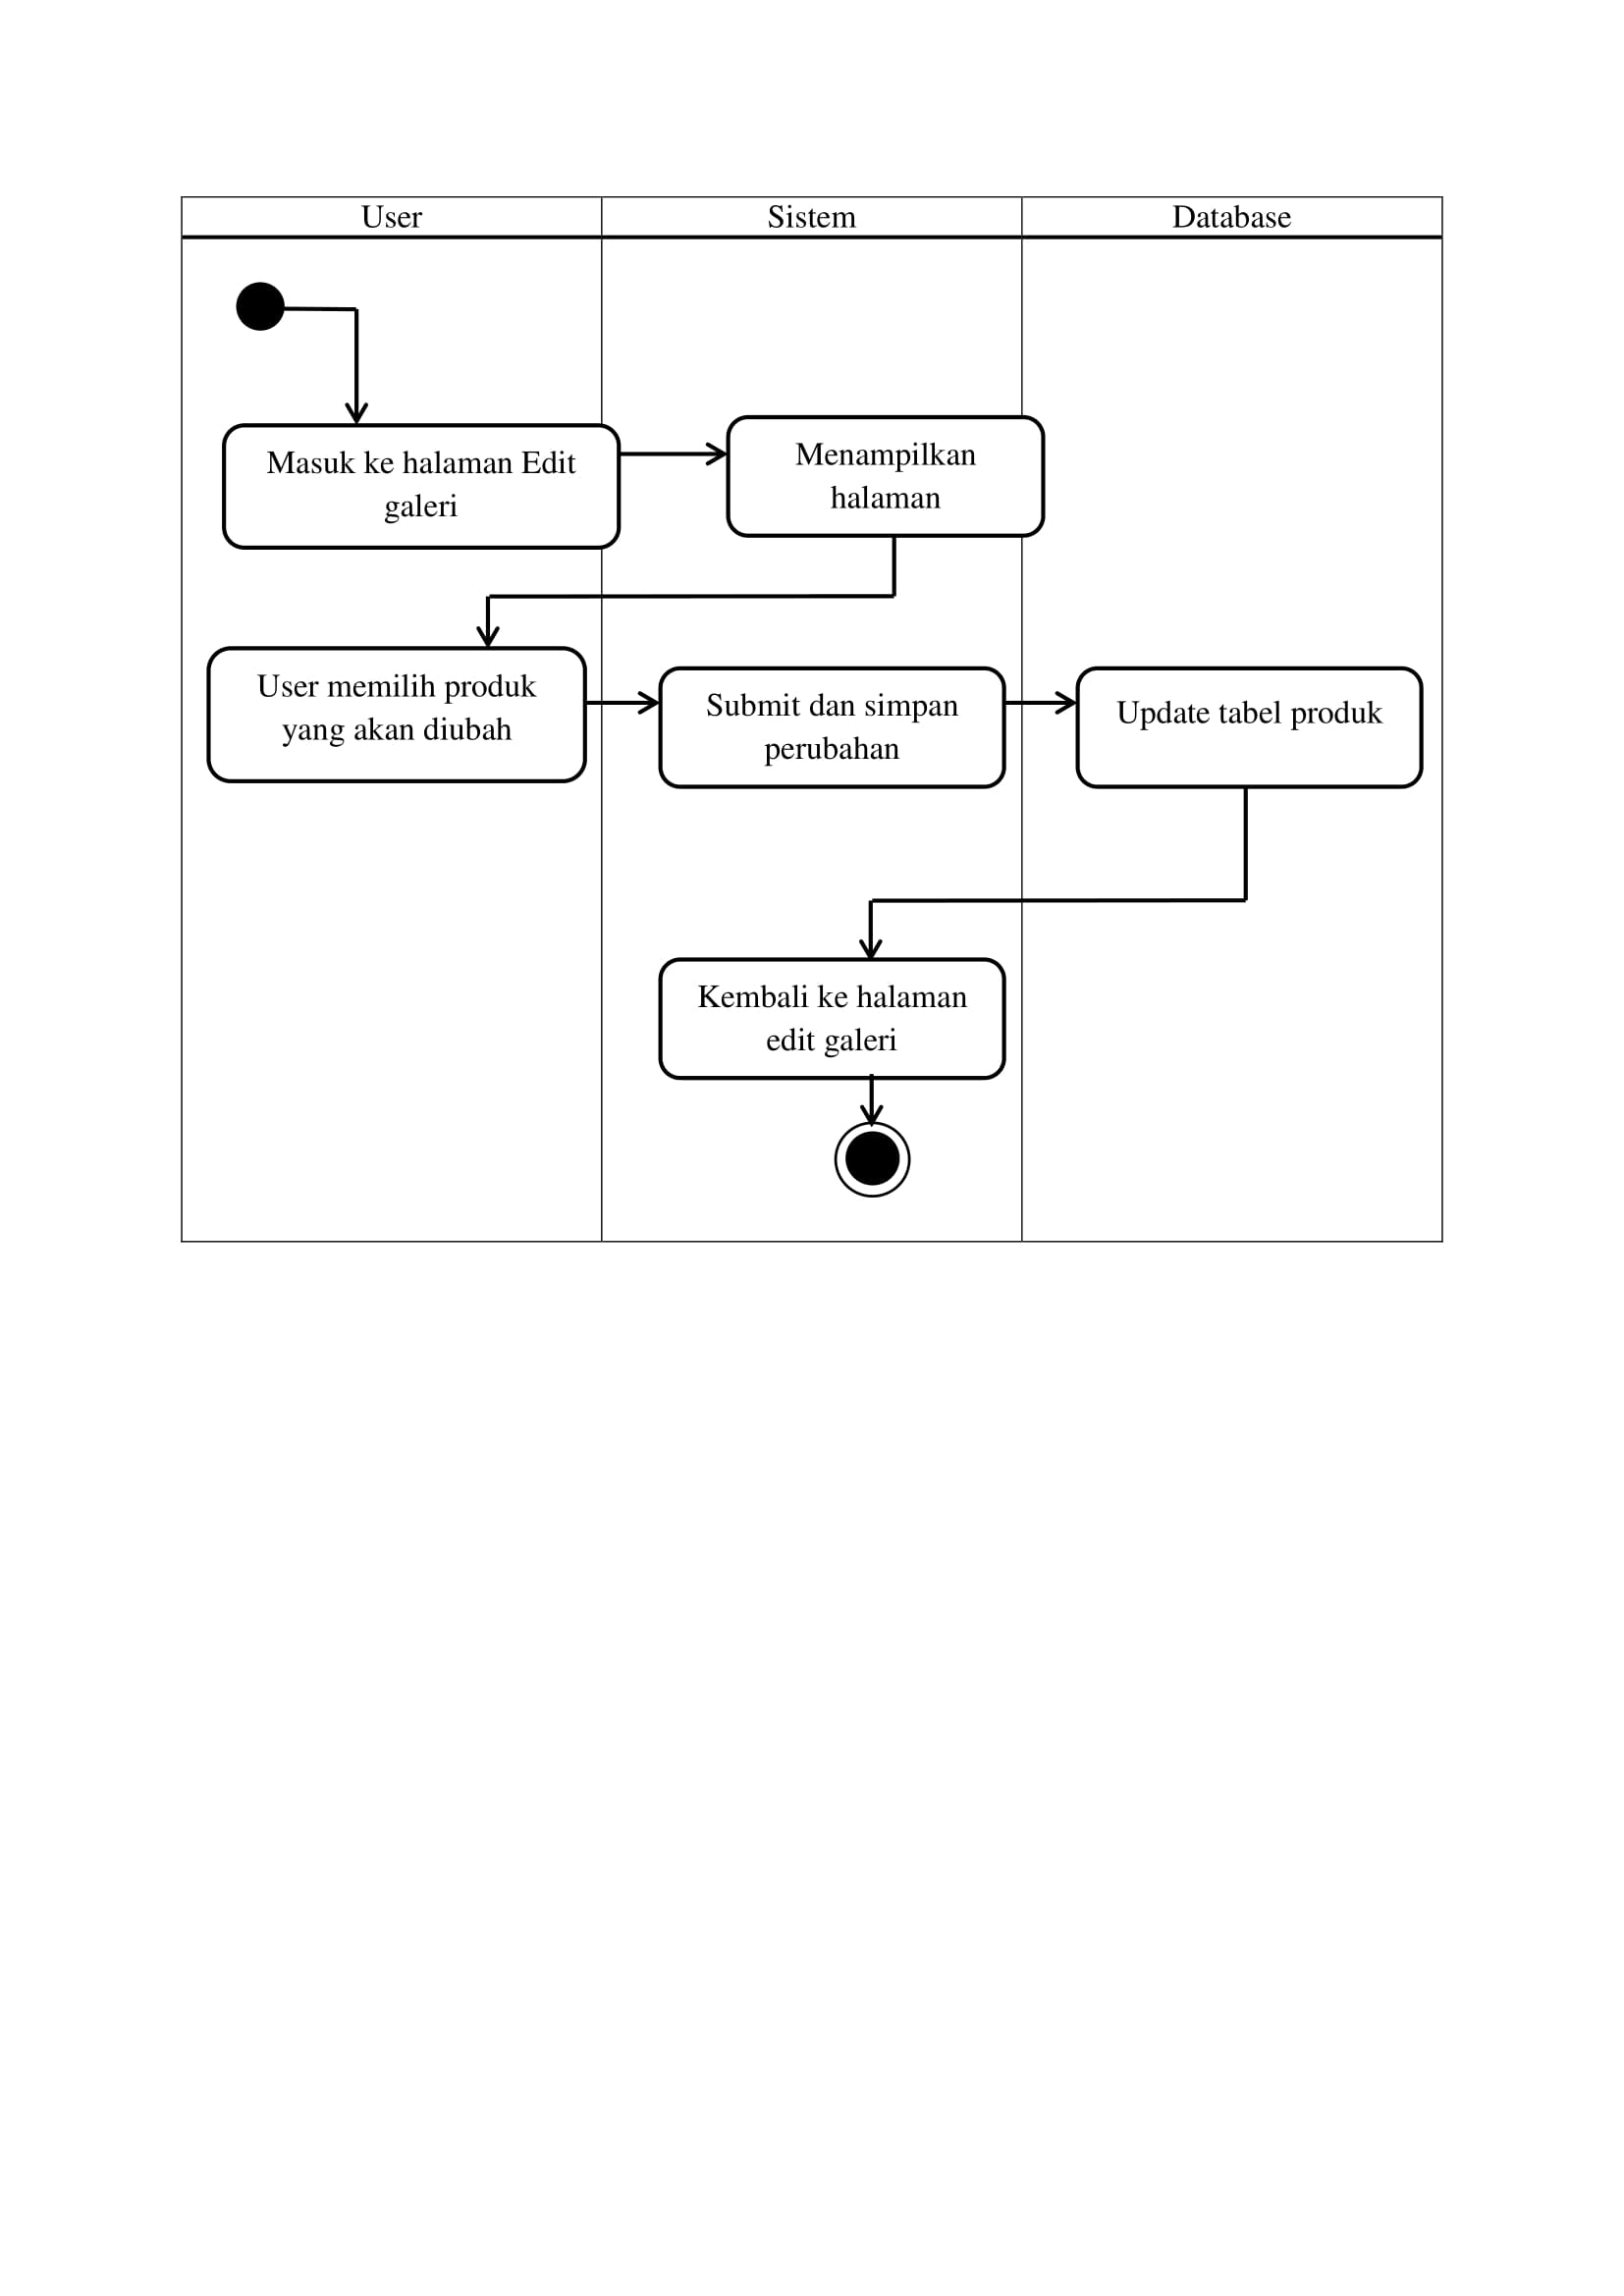 User
Sistem
Database
Masuk ke halaman Edit
galeri
Menampilkan
halaman
User memilih produk
yang akan diubah
Submit dan simpan
perubahan
Update tabel produk
Kembali ke halaman
edit galeri